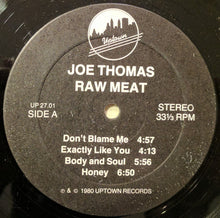 Uptown
JOE THOMAS
RAW MEAT
UP 27.01
SIDE A
STEREO
33⅓ RPM
Don't Blame Me 4:57
Exactly Like You 4:13
Body and Soul 5:56
Honey 6:50
℗ & © 1980 UPTOWN RECORDS